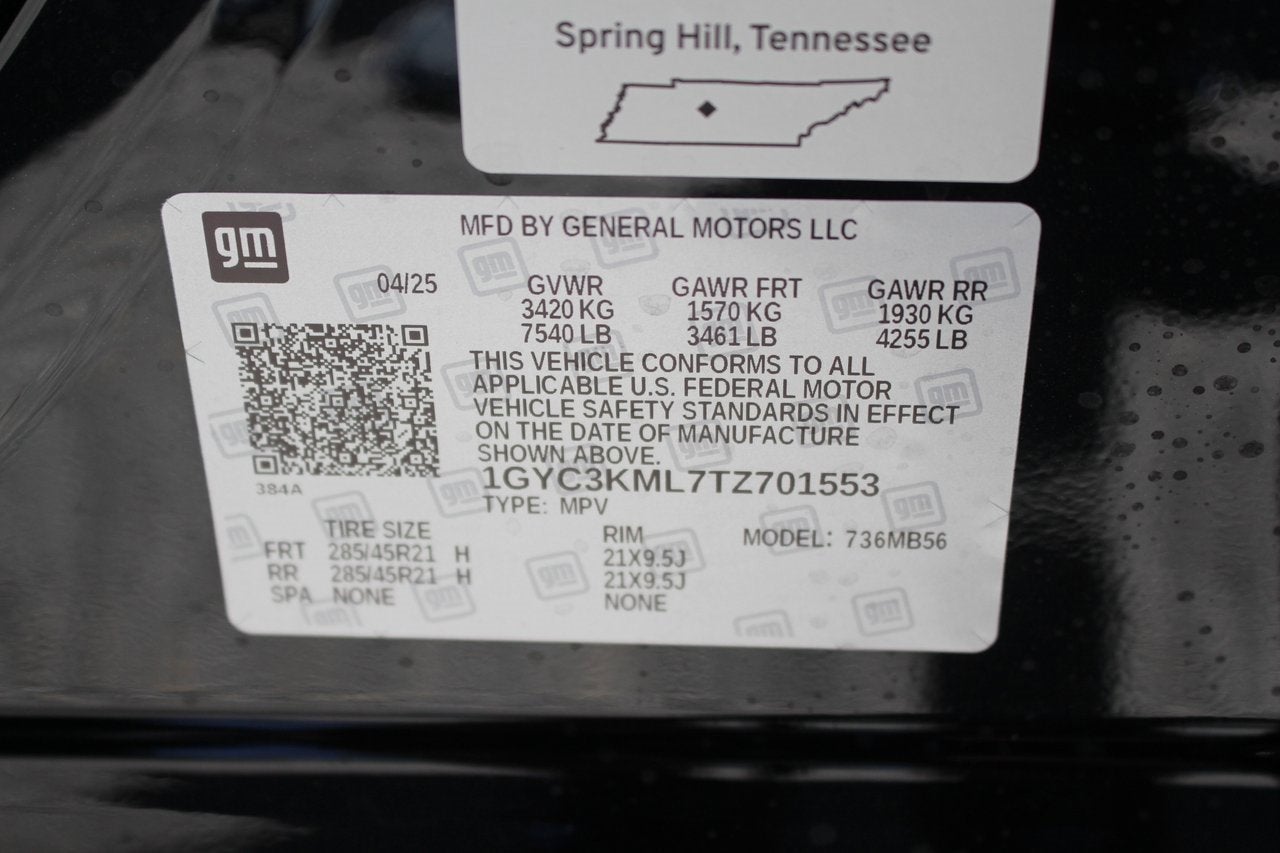 Spring Hill, Tennessee
gm
MFD BY GENERAL MOTORS LLC
04/25 GVWR GAWR FRT GAWR RR
3420 KG 1570 KG 1930 KG
7540 LB 3461 LB 4255 LB
THIS VEHICLE CONFORMS TO ALL
APPLICABLE U.S. FEDERAL MOTOR
VEHICLE SAFETY STANDARDS IN EFFECT
ON THE DATE OF MANUFACTURE
SHOWN ABOVE.
1GYC3KML7TZ701553
384A
TYPE: MPV
TIRE SIZE RIM MODEL: 736MB56
FRT 285/45R21 H 21X9.5J
RR 285/45R21 H 21X9.5J
SPA NONE NONE